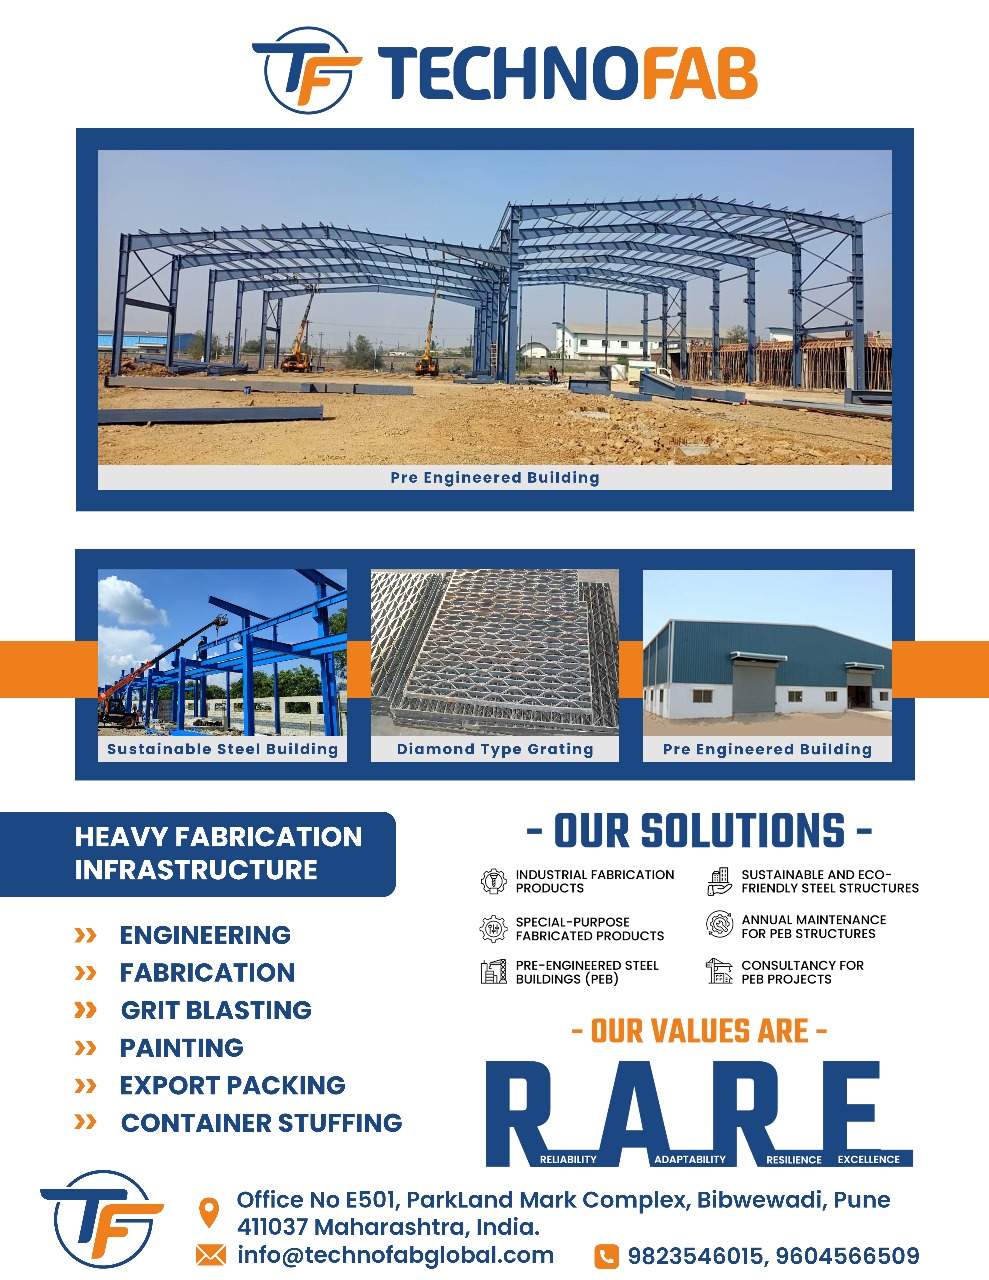 TF TECHNOFAB
Pre Engineered Building
Sustainable Steel Building
Diamond Type Grating
Pre Engineered Building
HEAVY FABRICATION
INFRASTRUCTURE
ENGINEERING
FABRICATION
GRIT BLASTING
PAINTING
EXPORT PACKING
CONTAINER STUFFING
- OUR SOLUTIONS -
INDUSTRIAL FABRICATION
PRODUCTS
SPECIAL-PURPOSE
FABRICATED PRODUCTS
PRE-ENGINEERED STEEL
BUILDINGS (PEB)
SUSTAINABLE AND ECO-
FRIENDLY STEEL STRUCTURES
ANNUAL MAINTENANCE
FOR PEB STRUCTURES
CONSULTANCY FOR
PEB PROJECTS
- OUR VALUES ARE -
RARE
RELIABILITY ADAPTABILITY RESILIENCE EXCELLENCE
TF
Office No E501, ParkLand Mark Complex, Bibwewadi, Pune
411037 Maharashtra, India.
info@technofabglobal.com
9823546015, 9604566509